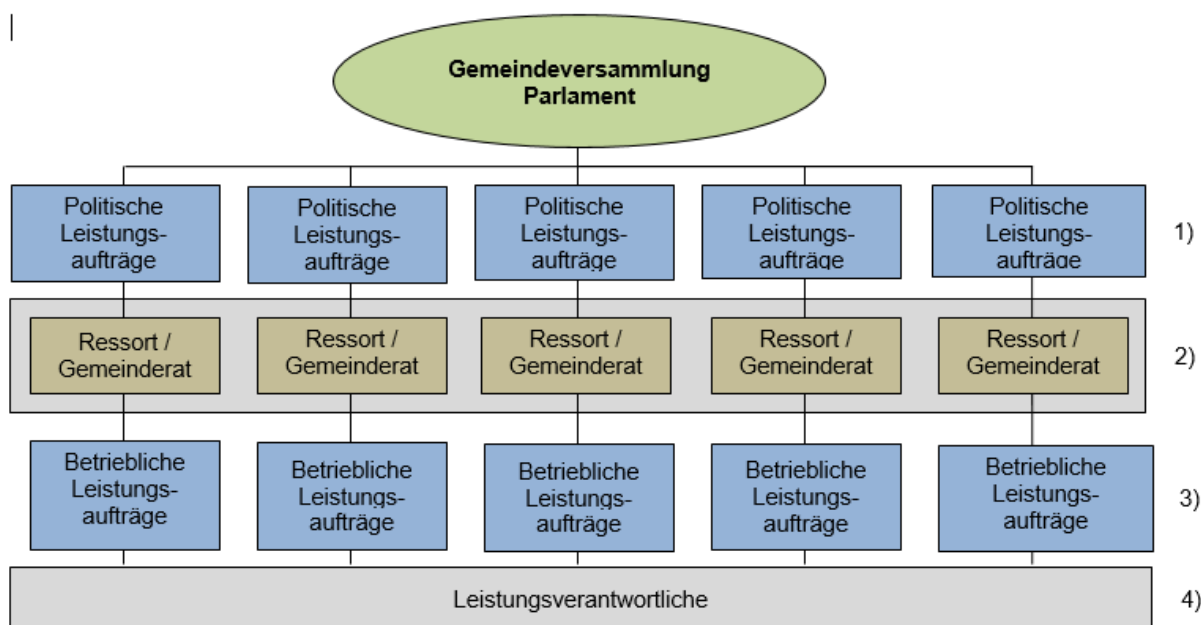 Gemeindeversammlung
Parlament
Politische
Leistungs-
aufträge
Politische
Leistungs-
aufträge
Politische
Leistungs-
aufträge
Politische
Leistungs-
aufträge
Politische
Leistungs-
aufträge
1)
Ressort /
Gemeinderat
Ressort /
Gemeinderat
Ressort /
Gemeinderat
Ressort /
Gemeinderat
Ressort /
Gemeinderat
2)
Betriebliche
Leistungs-
aufträge
Betriebliche
Leistungs-
aufträge
Betriebliche
Leistungs-
aufträge
Betriebliche
Leistungs-
aufträge
Betriebliche
Leistungs-
aufträge
3)
Leistungsverantwortliche
4)